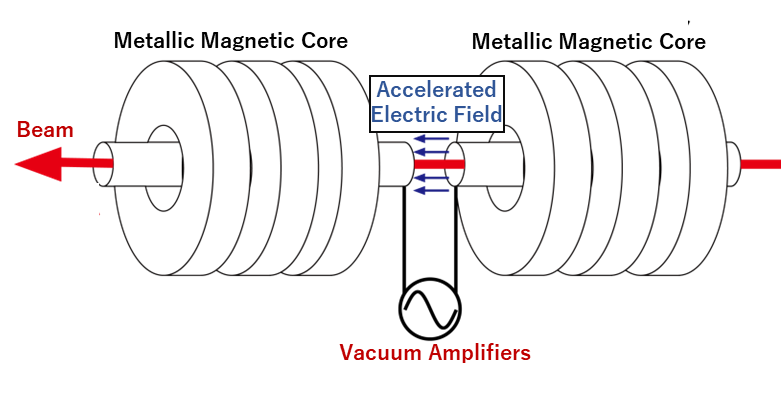 Metallic Magnetic Core
Metallic Magnetic Core
Accelerated
Electric Field
Beam
Vacuum Amplifiers